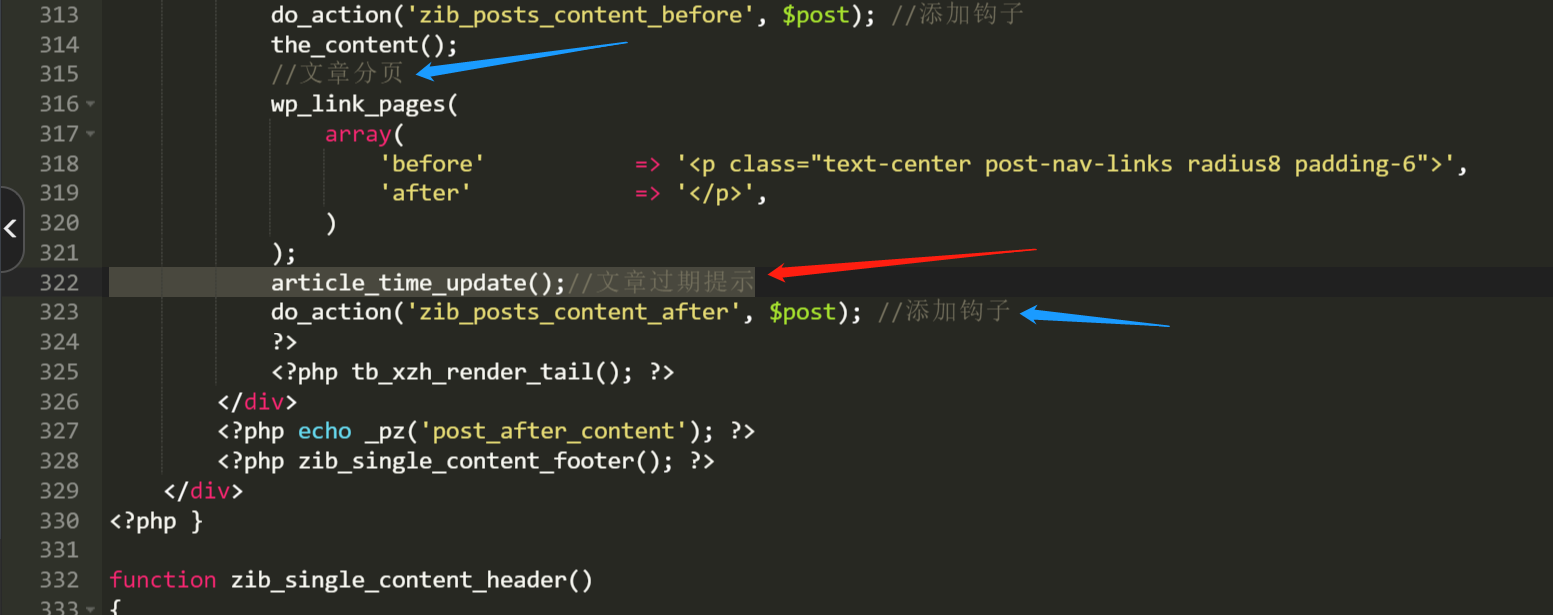 313 do_action('zib_posts_content_before', $post); //添加钩子
314 the_content();
315 //文章分页
316 wp_link_pages(
317 array(
318 'before' => '<p class="text-center post-nav-links radius8 padding-6">',
319 'after' => '</p>',
320 )
321 );
322 article_time_update();//文章过期提示
323 do_action('zib_posts_content_after', $post); //添加钩子
324 ?>
325 <?php tb_xzh_render_tail(); ?>
326 </div>
327 <?php echo _pz('post_after_content'); ?>
328 <?php zib_single_content_footer(); ?>
329 </div>
330 <?php }
331
332 function zib_single_content_header()
333 {